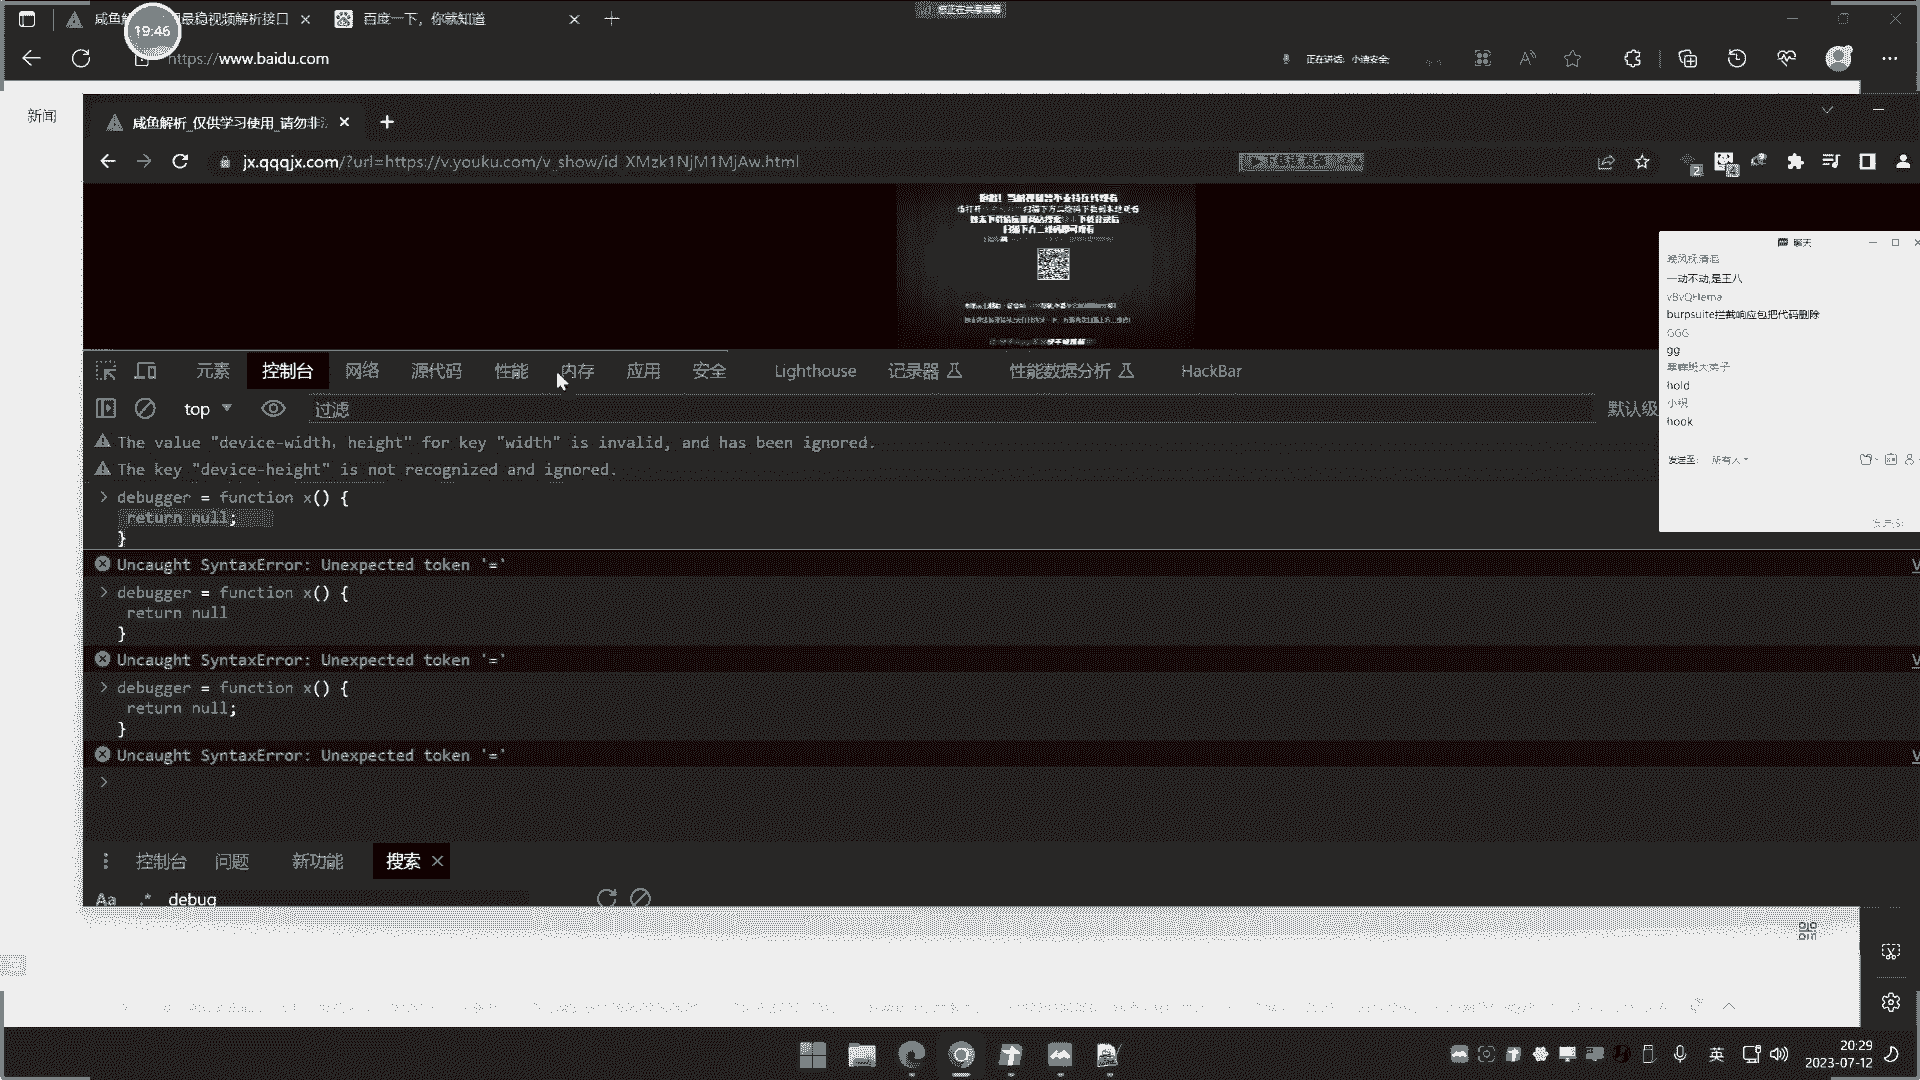 19:46
最稳视频解析接口
百度一下，你就知道
https://www.baidu.com
正在讲话: 小迪安全;
新闻
咸鱼解析_仅供学习使用_请勿非
jx.qqqjx.com/?url=https://v.youku.com/v_show/id_XMzk1NjM1MjAw.html
元素
控制台
网络
源代码
性能
内存
应用
安全
Lighthouse
记录器
性能数据分析
HackBar
top
过滤
默认级
The value "device-width, height" for key "width" is invalid, and has been ignored.
The key "device-height" is not recognized and ignored.
debugger = function x() {
return null;
}
Uncaught SyntaxError: Unexpected token '='
debugger = function x() {
return null
}
Uncaught SyntaxError: Unexpected token '='
debugger = function x() {
return null;
}
Uncaught SyntaxError: Unexpected token '='
控制台
问题
新功能
搜索
Aa
.*
debug
聊天
一动不动,是王八
vBvQHema
burpsuite拦截响应包把代码删除
GGG
gg
hold
小枳
hook
发送至:
所有人
英
20:29
2023-07-12